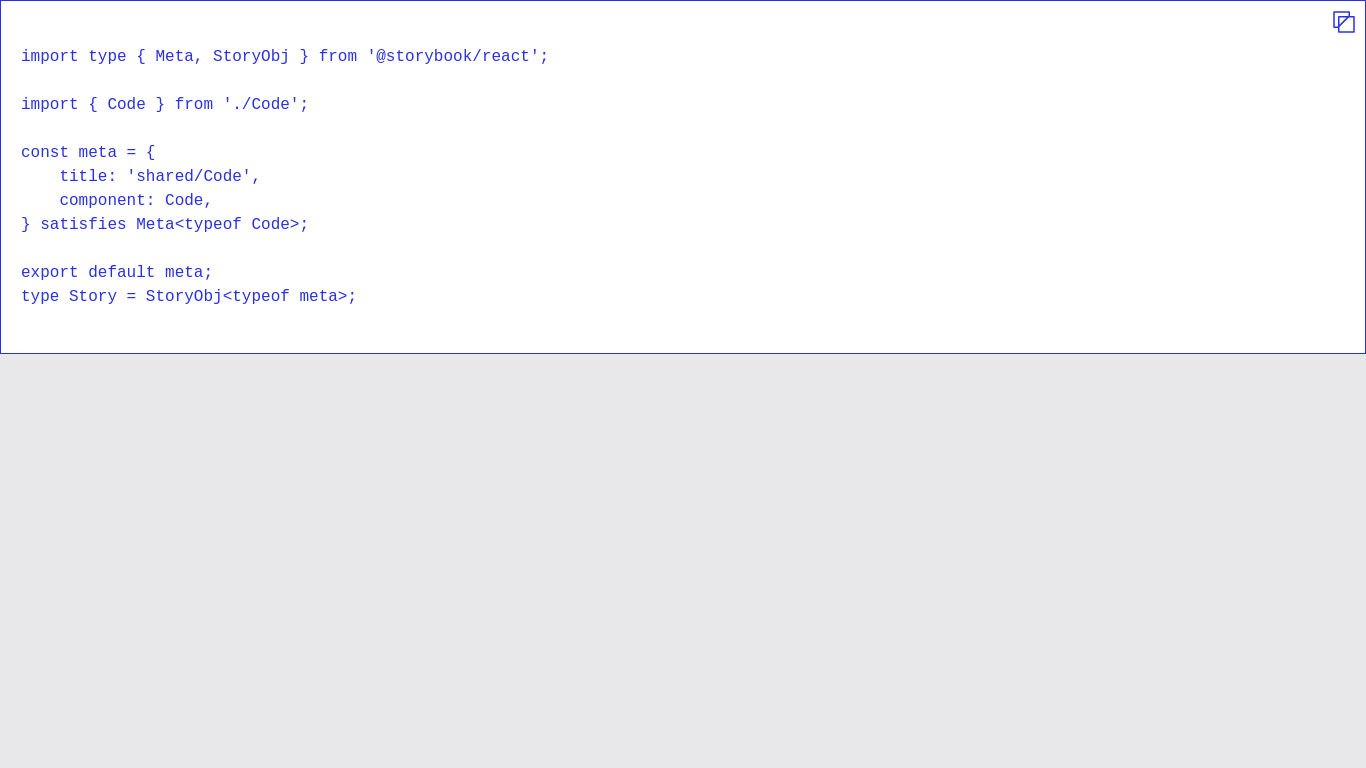 import type { Meta, StoryObj } from '@storybook/react';
import { Code } from './Code';
const meta = {
    title: 'shared/Code',
    component: Code,
} satisfies Meta<typeof Code>;
export default meta;
type Story = StoryObj<typeof meta>;